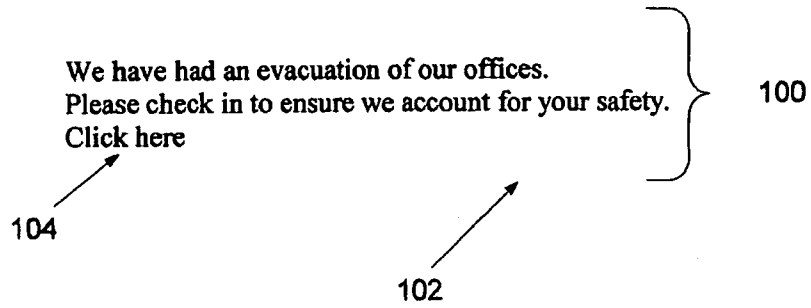 We have had an evacuation of our offices.
Please check in to ensure we account for your safety.
Click here
100
104
102